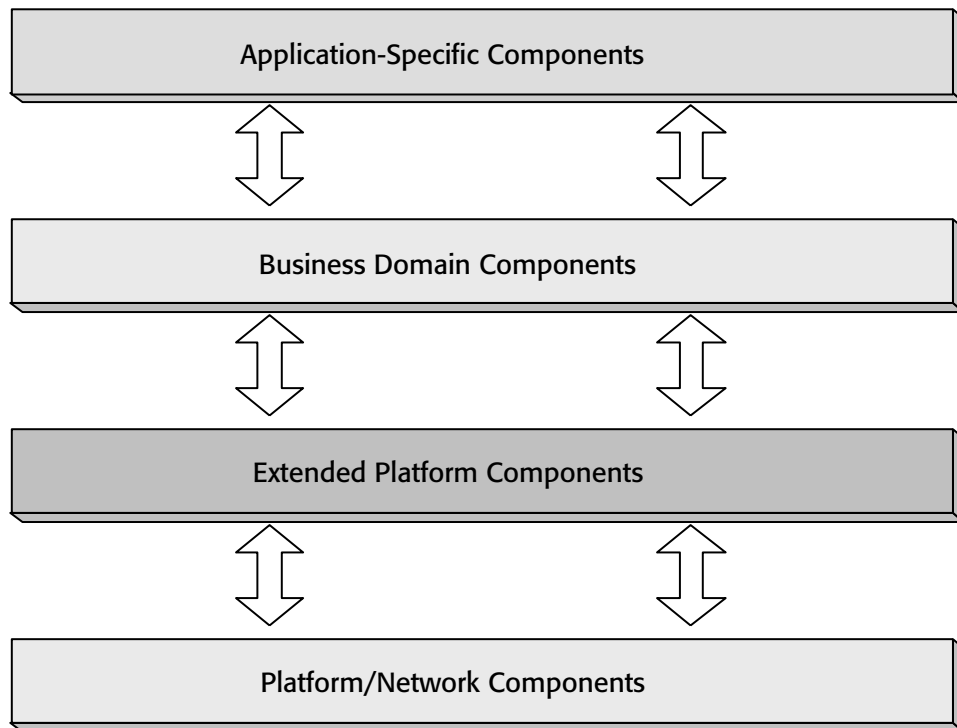 Application-Specific Components
Business Domain Components
Extended Platform Components
Platform/Network Components